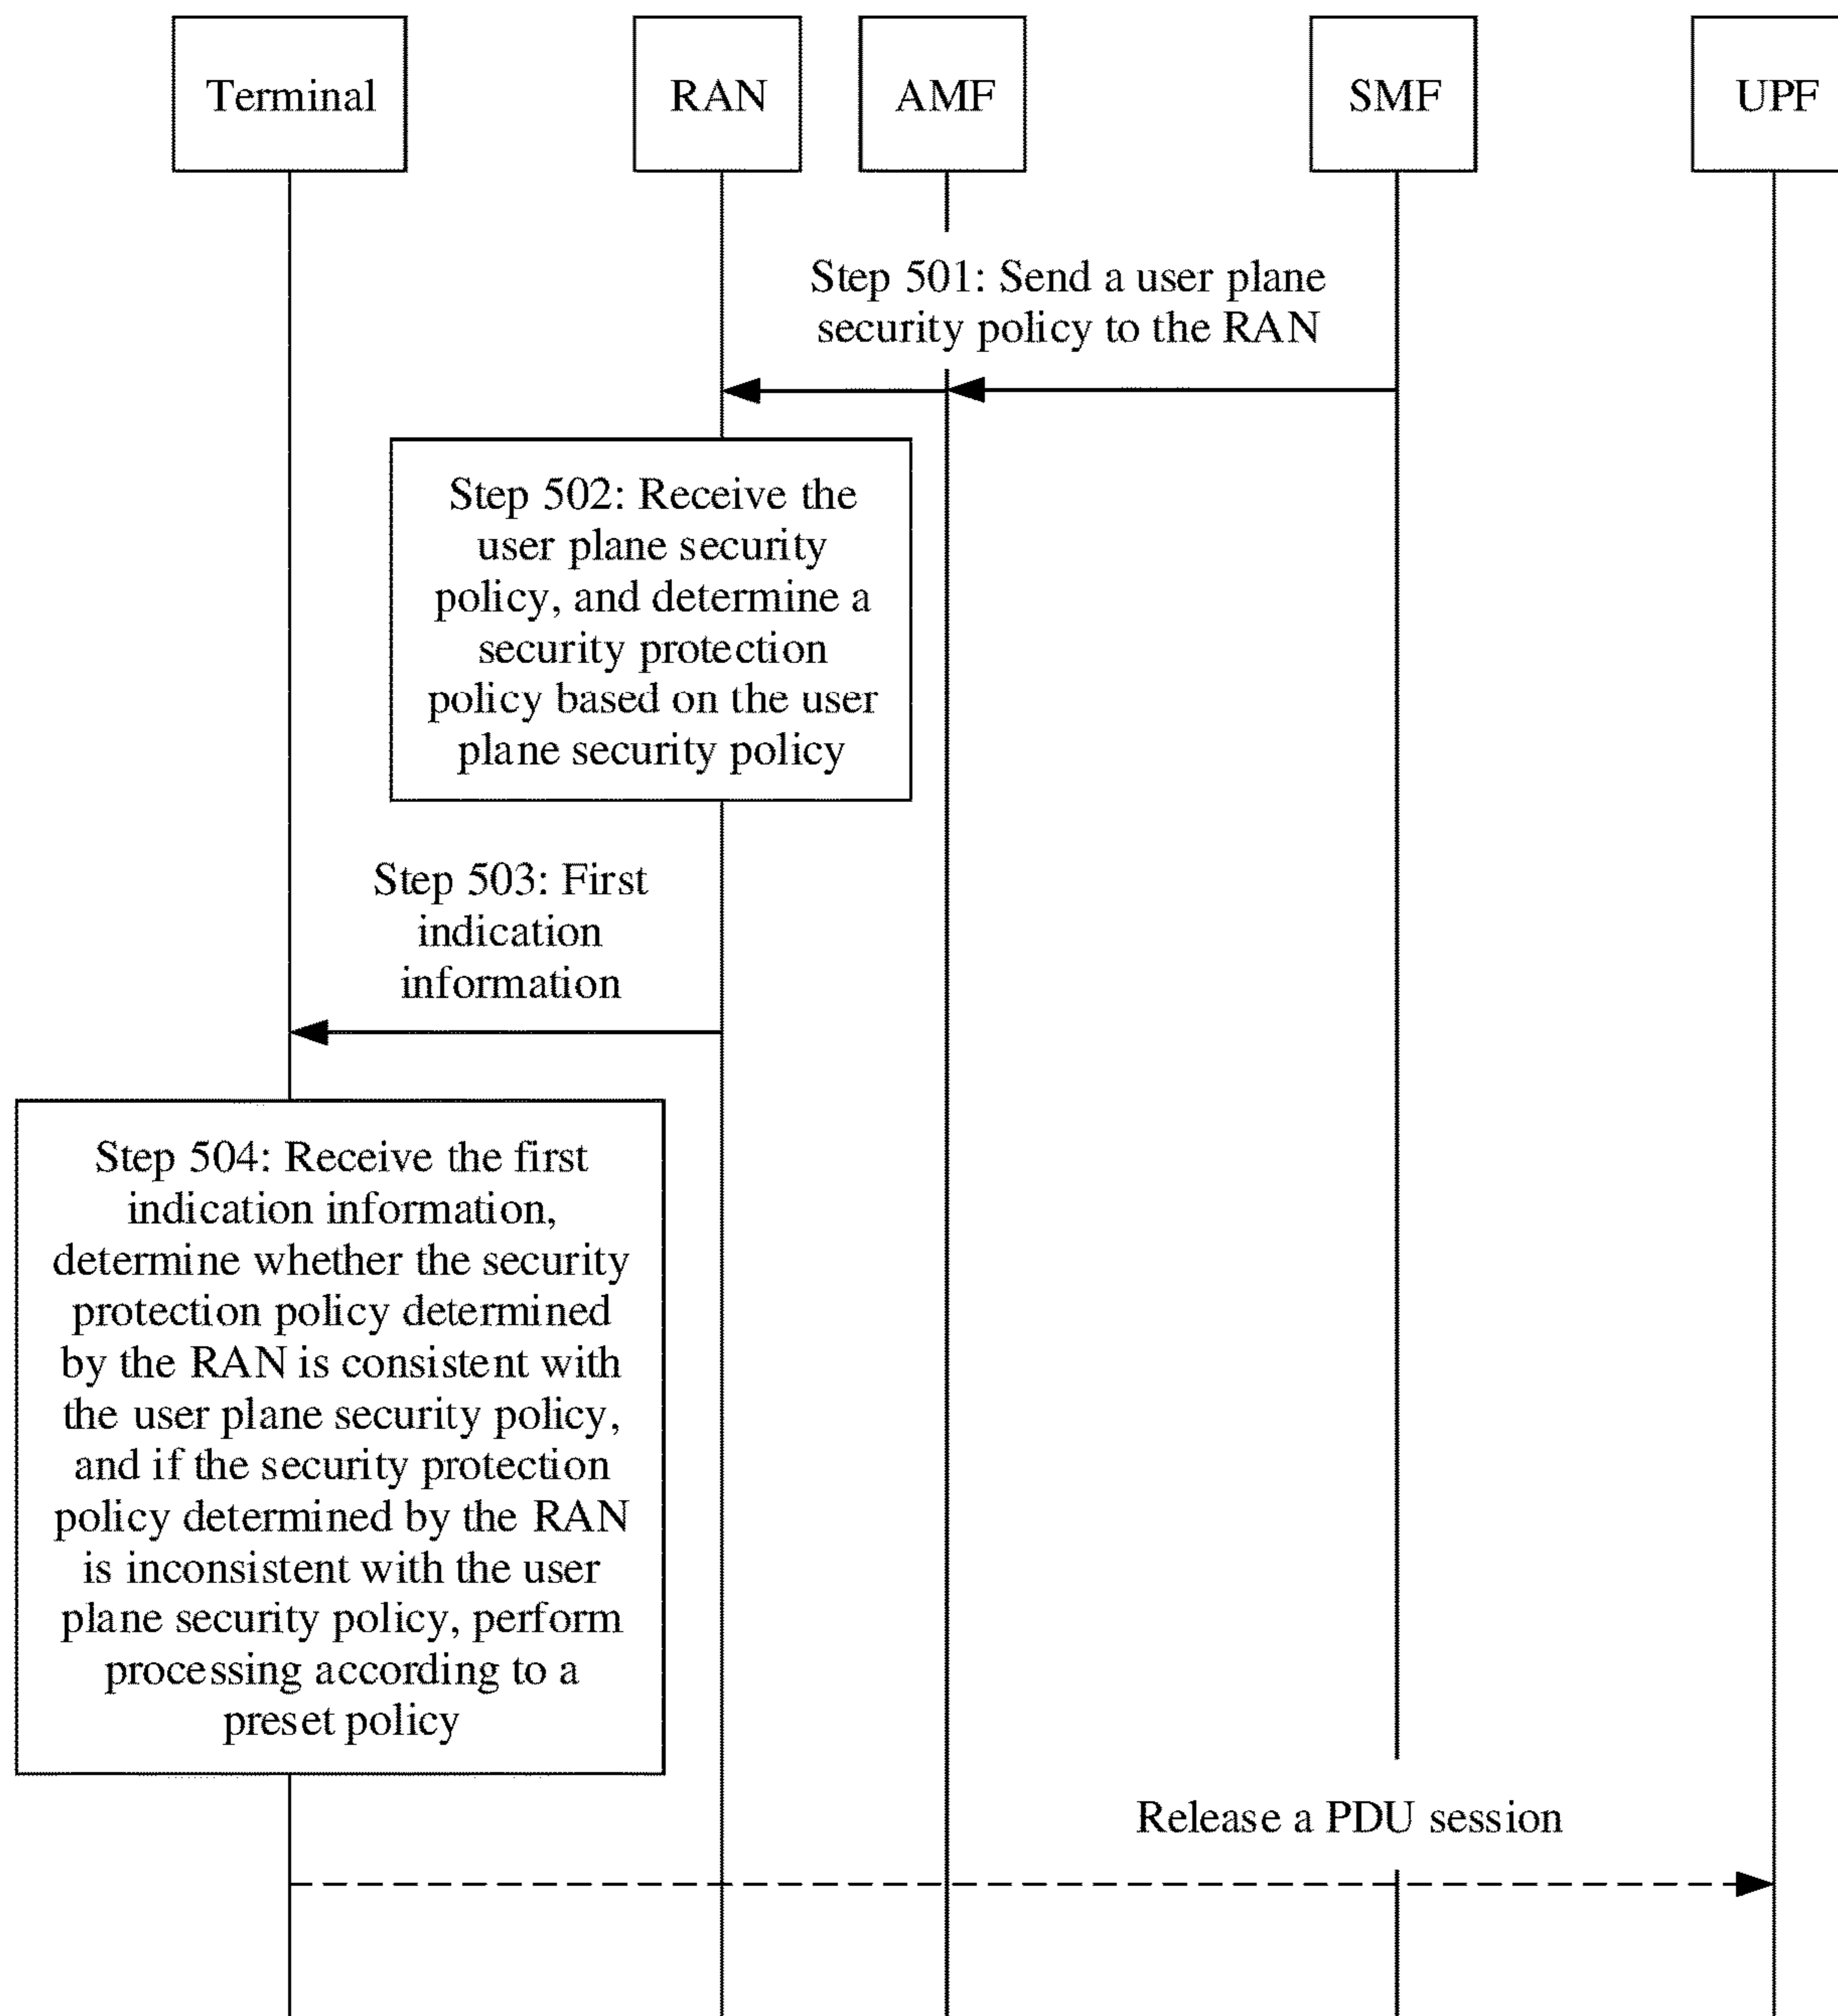 Terminal
RAN
AMF
SMF
UPF
Step 501: Send a user plane
security policy to the RAN
Step 502: Receive the
user plane security
policy, and determine a
security protection
policy based on the user
plane security policy
Step 503: First
indication
information
Step 504: Receive the first
indication information,
determine whether the security
protection policy determined
by the RAN is consistent with
the user plane security policy,
and if the security protection
policy determined by the RAN
is inconsistent with the user
plane security policy, perform
processing according to a
preset policy
Release a PDU session